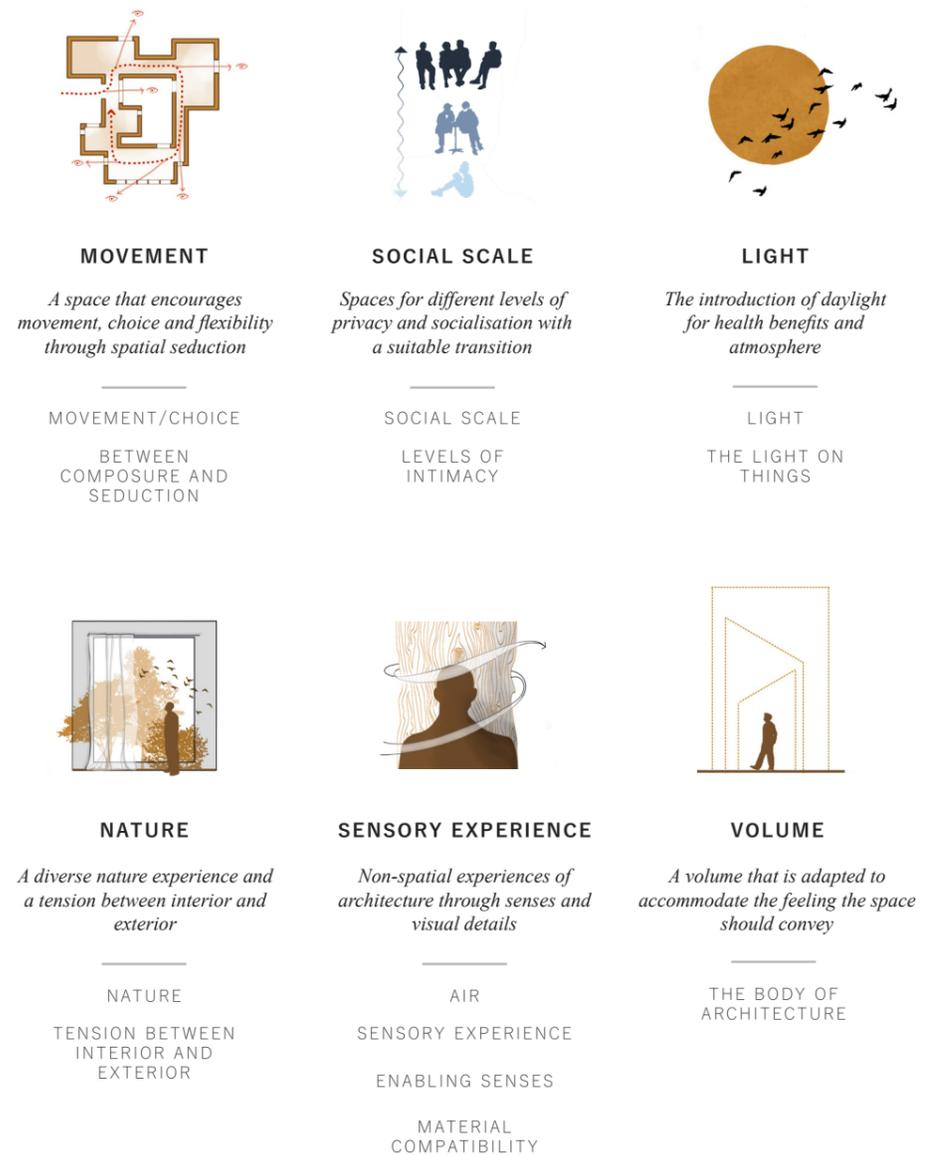 MOVEMENT
A space that encourages
movement, choice and flexibility
through spatial seduction
MOVEMENT/CHOICE
BETWEEN
COMPOSURE AND
SEDUCTION
SOCIAL SCALE
Spaces for different levels of
privacy and socialisation with
a suitable transition
SOCIAL SCALE
LEVELS OF
INTIMACY
LIGHT
The introduction of daylight
for health benefits and
atmosphere
LIGHT
THE LIGHT ON
THINGS
NATURE
A diverse nature experience and
a tension between interior and
exterior
NATURE
TENSION BETWEEN
INTERIOR AND
EXTERIOR
SENSORY EXPERIENCE
Non-spatial experiences of
architecture through senses and
visual details
AIR
SENSORY EXPERIENCE
ENABLING SENSES
MATERIAL
COMPATIBILITY
VOLUME
A volume that is adapted to
accommodate the feeling the space
should convey
THE BODY OF
ARCHITECTURE